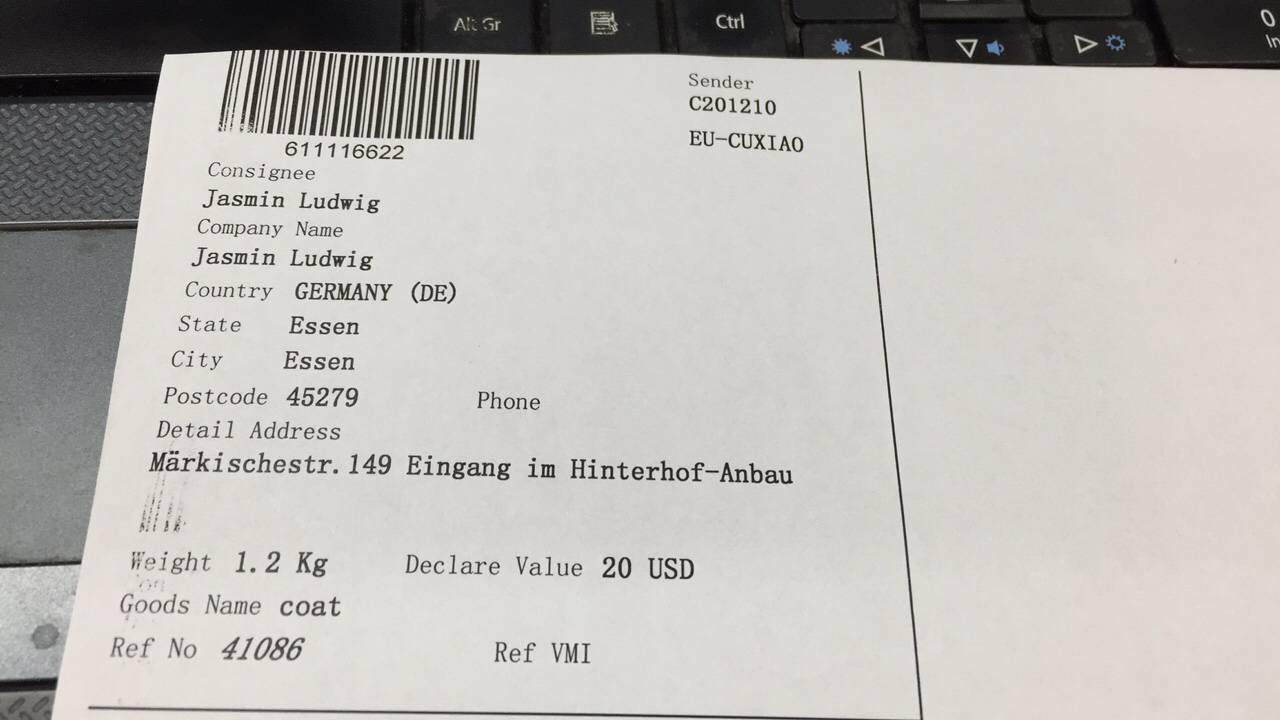 Alt Gr
Ctrl
0
In
611116622
Sender
C201210
EU-CUXIAO
Consignee
Jasmin Ludwig
Company Name
Jasmin Ludwig
Country GERMANY (DE)
State Essen
City Essen
Postcode 45279 Phone
Detail Address
Märkischestr.149 Eingang im Hinterhof-Anbau
Weight 1.2 Kg Declare Value 20 USD
Goods Name coat
Ref No 41086 Ref VMI